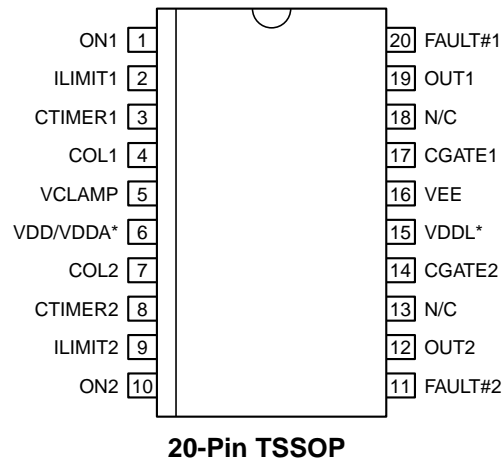 ON1 1 20 FAULT#1
ILIMIT1 2 19 OUT1
CTIMER1 3 18 N/C
COL1 4 17 CGATE1
VCLAMP 5 16 VEE
VDD/VDDA* 6 15 VDDL*
COL2 7 14 CGATE2
CTIMER2 8 13 N/C
ILIMIT2 9 12 OUT2
ON2 10 11 FAULT#2
20-Pin TSSOP